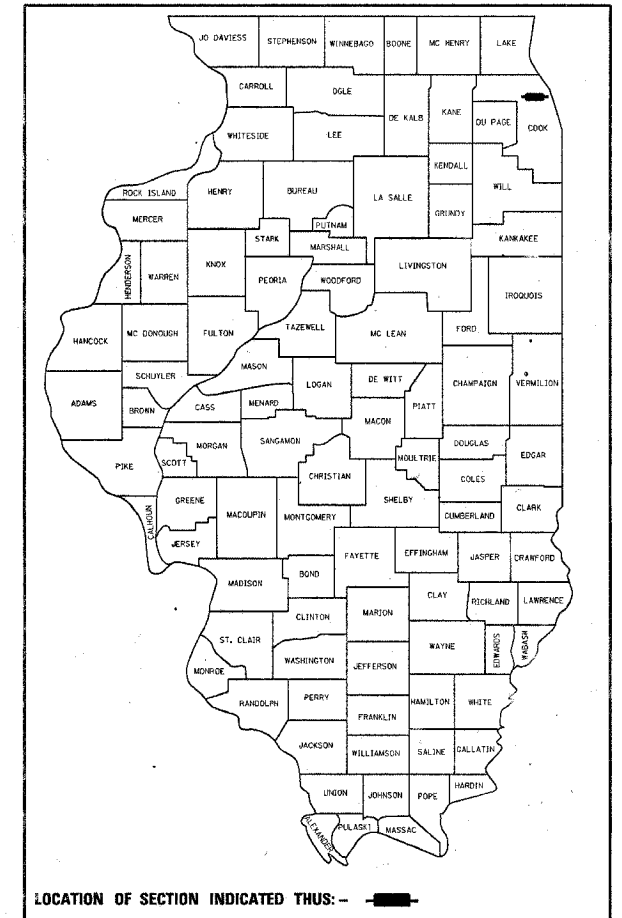 JO DAVIESS STEPHENSON WINNEBAGO BOONE MC HENRY LAKE
CARROLL OGLE DE KALB KANE DU PAGE COOK
WHITESIDE LEE
KENDALL WILL
ROCK ISLAND HENRY BUREAU LA SALLE GRUNDY
MERCER PUTNAM
STARK MARSHALL KANKAKEE
HENDERSON WARREN KNOX PEORIA WOODFORD LIVINGSTON IROQUOIS
HANCOCK MC DONOUGH FULTON TAZEWELL MC LEAN FORD
SCHUYLER MASON LOGAN DE WITT CHAMPAIGN VERMILION
ADAMS BROWN CASS MENARD MACON PIATT
PIKE SCOTT MORGAN SANGAMON CHRISTIAN MOULTRIE DOUGLAS EDGAR
COLES
CALHOUN GREENE MACOUPIN MONTGOMERY SHELBY CUMBERLAND CLARK
JERSEY FAYETTE EFFINGHAM JASPER CRAWFORD
MADISON BOND CLAY RICHLAND LAWRENCE
CLINTON MARION
ST. CLAIR WAYNE EDWARDS WABASH
WASHINGTON JEFFERSON
MONROE
RANDOLPH PERRY HAMILTON WHITE
FRANKLIN
JACKSON WILLIAMSON SALINE GALLATIN
UNION JOHNSON POPE HARDIN
ALEXANDER PULASKI MASSAC
LOCATION OF SECTION INDICATED THUS: -